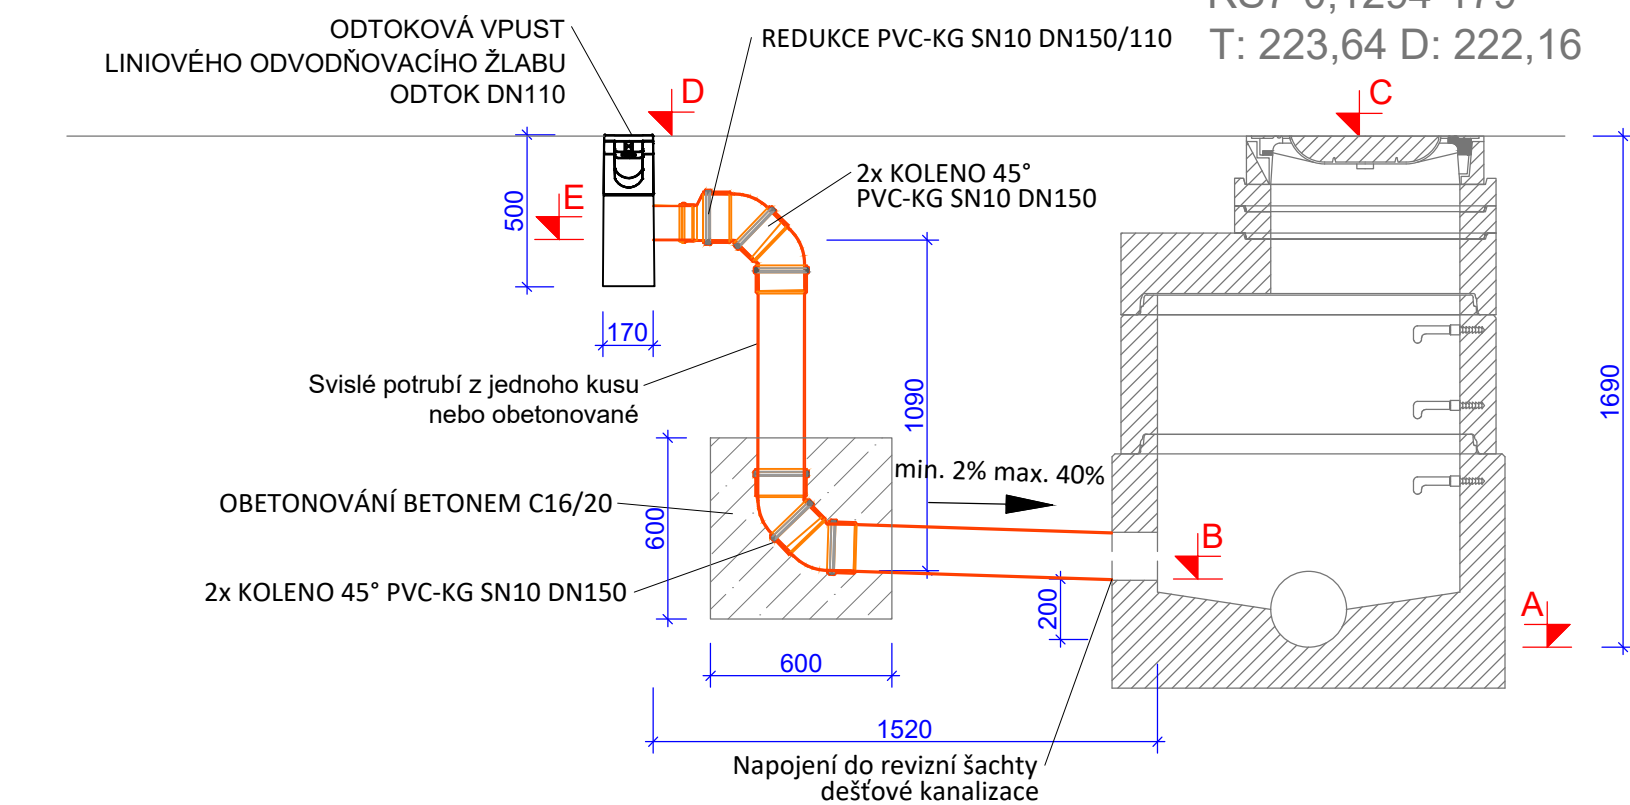 T: 223,64 D: 222,16
ODTOKOVÁ VPUST
LINIOVÉHO ODVODŇOVACÍHO ŽLABU
ODTOK DN110
REDUKCE PVC-KG SN10 DN150/110
D
C
2x KOLENO 45°
PVC-KG SN10 DN150
E
500
170
Svislé potrubí z jednoho kusu
nebo obetonované
1090
1690
min. 2% max. 40%
OBETONOVÁNÍ BETONEM C16/20
600
B
2x KOLENO 45° PVC-KG SN10 DN150
200
A
600
1520
Napojení do revizní šachty
dešťové kanalizace